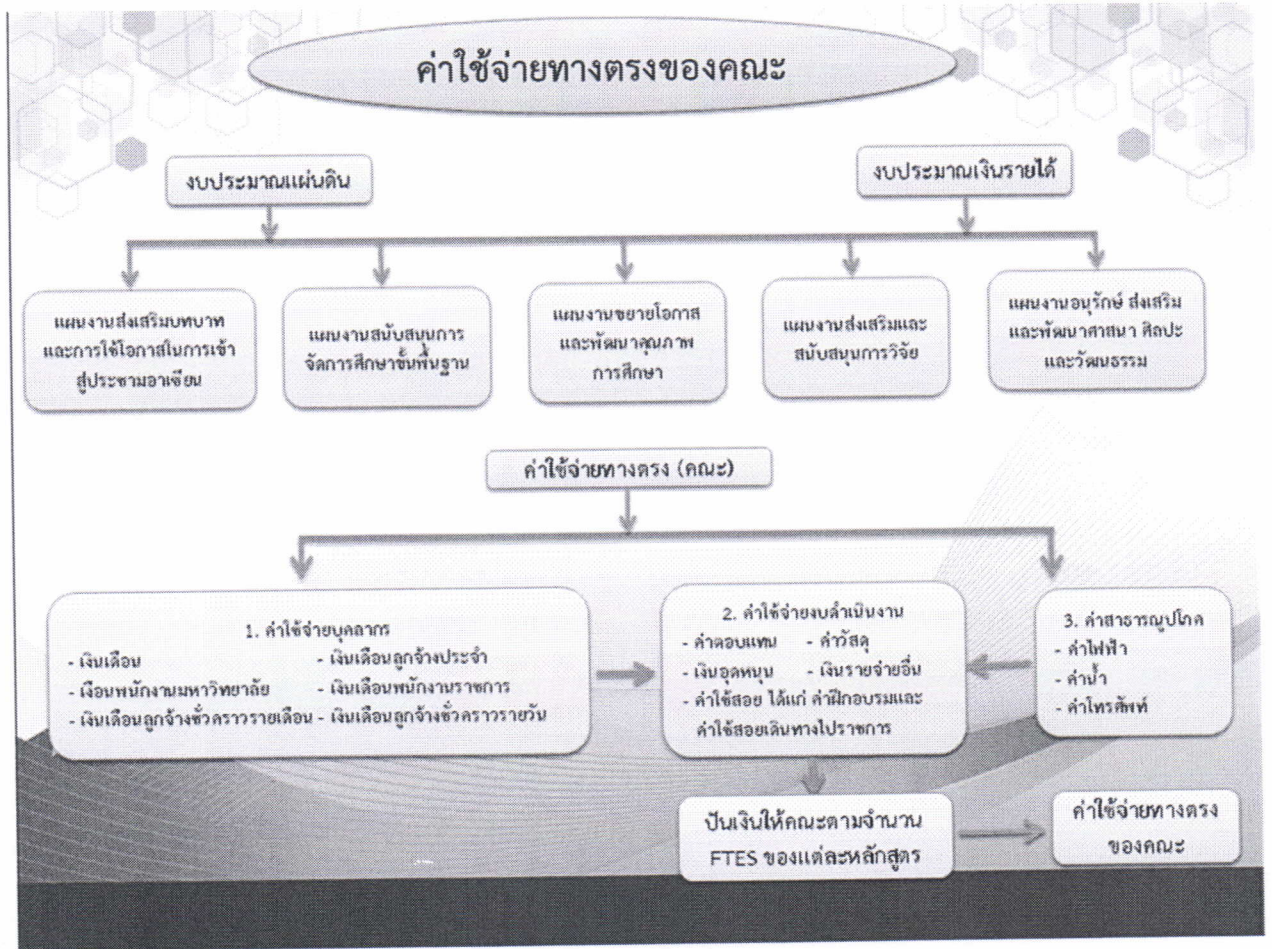 ค่าใช้จ่ายทางตรงของคณะ
งบประมาณแผ่นดิน
งบประมาณเงินรายได้
แผนงานส่งเสริมบทบาท
และการใช้โอกาสในการเข้า
สู่ประชามอาเซียน
แผนงานสนับสนุนการ
จัดการศึกษาขั้นพื้นฐาน
แผนงานขยายโอกาส
และพัฒนาคุณภาพ
การศึกษา
แผนงานส่งเสริมและ
สนับสนุนการวิจัย
แผนงานอนุรักษ์ ส่งเสริม
และพัฒนาศาสนา ศิลปะ
และวัฒนธรรม
ค่าใช้จ่ายทางตรง (คณะ)
1. ค่าใช้จ่ายบุคลากร
- เงินเดือน - เงินเดือนลูกจ้างประจำ
- เงือนพนักงานมหาวิทยาลัย - เงินเดือนพนักงานราชการ
- เงินเดือนลูกจ้างชั่วคราวรายเดือน - เงินเดือนลูกจ้างชั่วคราวรายวัน
2. ค่าใช้จ่ายงบดำเนินงาน
- ค่าตอบแทน - ค่าวัสดุ
- เงินอุดหนุน - เงินรายจ่ายอื่น
- ค่าใช้สอย ได้แก่ ค่าฝึกอบรมและ
ค่าใช้สอยเดินทางไปราชการ
3. ค่าสาธารณูปโภค
- ค่าไฟฟ้า
- ค่าน้ำ
- ค่าโทรศัพท์
ปันเงินให้คณะตามจำนวน
FTES ของแต่ละหลักสูตร
ค่าใช้จ่ายทางตรง
ของคณะ